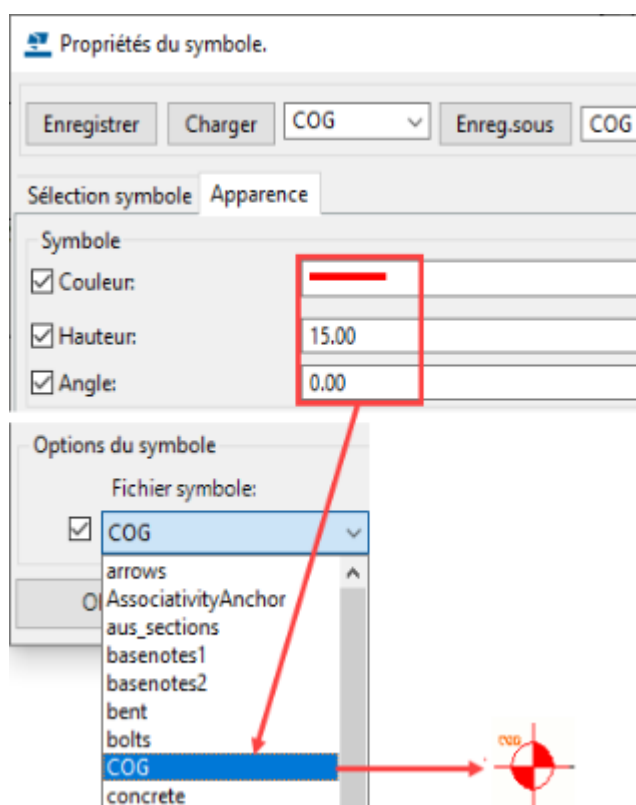 Propriétés du symbole.
Enregistrer Charger COG Enreg.sous COG
Sélection symbole Apparence
Symbole
Couleur:
Hauteur: 15.00
Angle: 0.00
Options du symbole
Fichier symbole:
COG
arrows
AssociativityAnchor
aus_sections
basenotes1
basenotes2
bent
bolts
COG
concrete